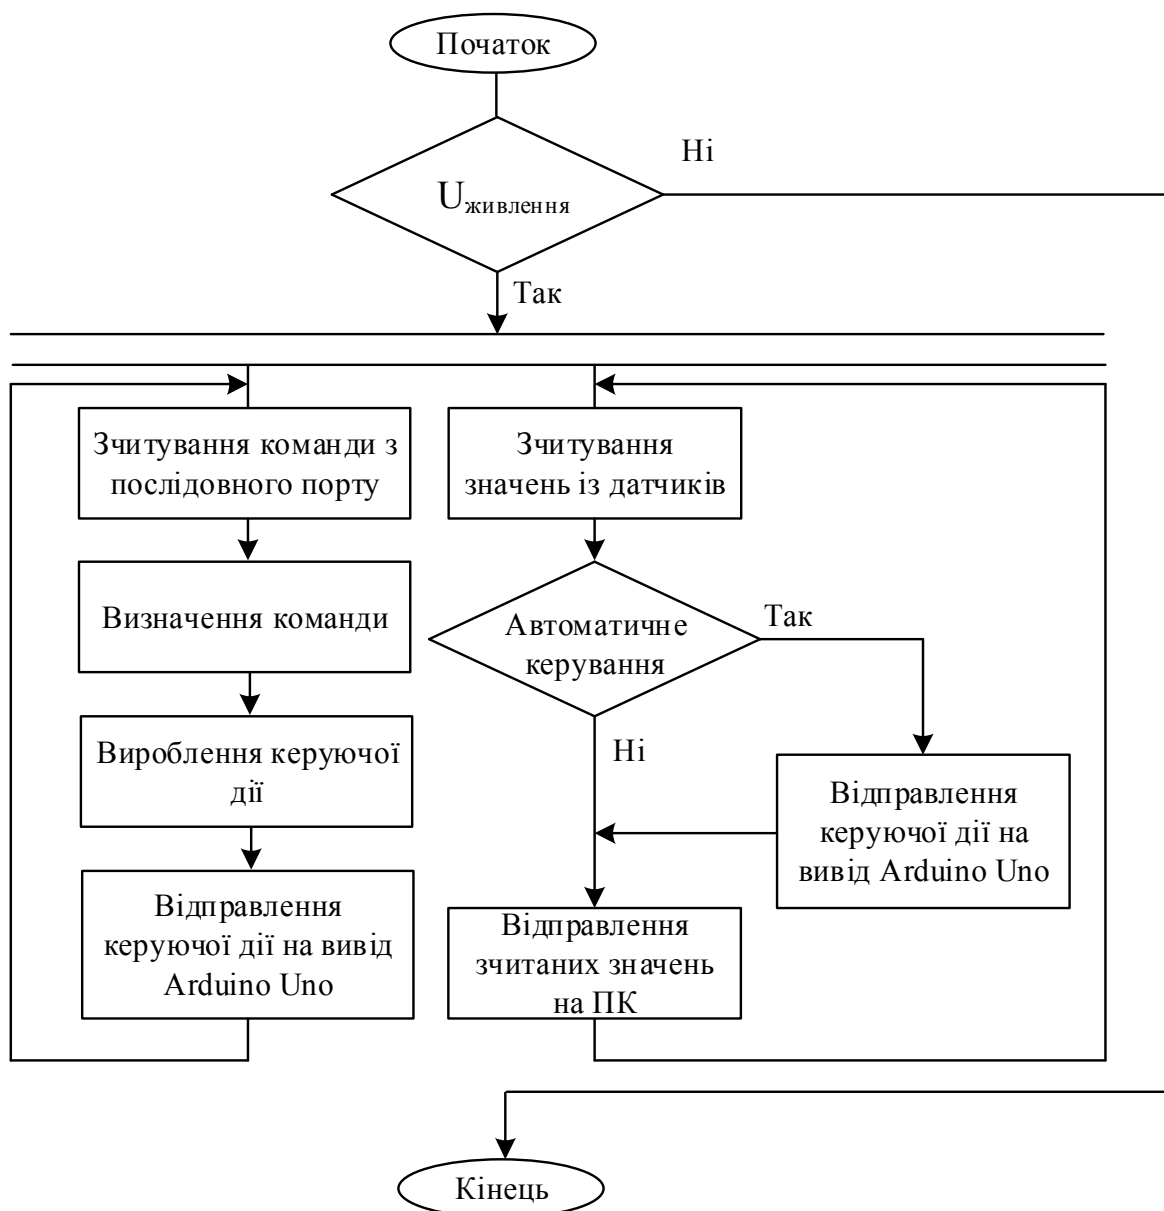 Початок
Ні
Uживлення
Так
Зчитування команди з
послідовного порту
Визначення команди
Вироблення керуючої
дії
Відправлення
керуючої дії на вивід
Arduino Uno
Зчитування
значень із датчиків
Автоматичне
керування
Так
Ні
Відправлення
керуючої дії на
вивід Arduino Uno
Відправлення
зчитаних значень
на ПК
Кінець